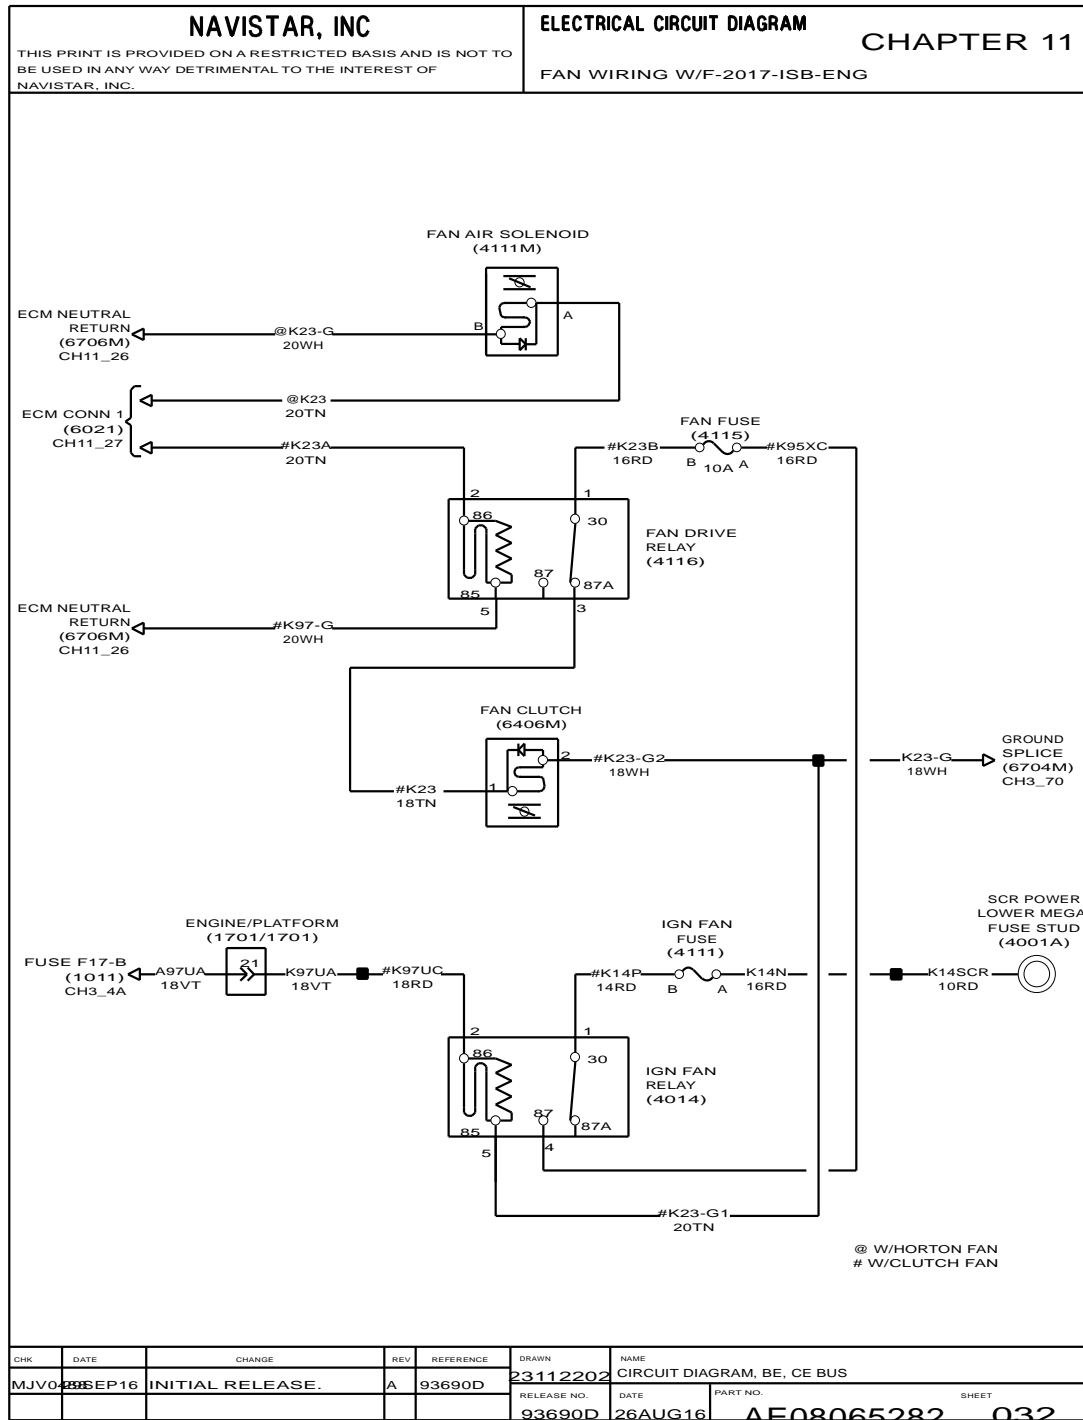 NAVISTAR, INC
THIS PRINT IS PROVIDED ON A RESTRICTED BASIS AND IS NOT TO
BE USED IN ANY WAY DETRIMENTAL TO THE INTEREST OF
NAVISTAR, INC.
ELECTRICAL CIRCUIT DIAGRAM
CHAPTER 11
FAN WIRING W/F-2017-ISB-ENG
FAN AIR SOLENOID
(4111M)
ECM NEUTRAL
RETURN
(6706M)
CH11_26
@K23-G
20WH
B
A
ECM CONN 1
(6021)
CH11_27
@K23
20TN
#K23A
20TN
FAN FUSE
(4115)
#K23B
16RD
B
10A
A
#K95XC
16RD
2
1
86
30
87
87A
85
5
3
FAN DRIVE
RELAY
(4116)
ECM NEUTRAL
RETURN
(6706M)
CH11_26
#K97-G
20WH
FAN CLUTCH
(6406M)
2
#K23-G2
18WH
K23-G
18WH
GROUND
SPLICE
(6704M)
CH3_70
#K23
18TN
1
SCR POWER
LOWER MEGA
FUSE STUD
(4001A)
ENGINE/PLATFORM
(1701/1701)
IGN FAN
FUSE
(4111)
FUSE F17-B
(1011)
CH3_4A
A97UA
18VT
21
K97UA
18VT
#K97UC
18RD
#K14P
14RD
B
A
K14N
16RD
K14SCR
10RD
2
1
86
30
87
87A
85
5
4
IGN FAN
RELAY
(4014)
#K23-G1
20TN
@ W/HORTON FAN
# W/CLUTCH FAN
CHK
DATE
CHANGE
REV
REFERENCE
DRAWN
NAME
SEP16
INITIAL RELEASE.
A
93690D
23112202
CIRCUIT DIAGRAM, BE, CE BUS
RELEASE NO.
DATE
PART NO.
SHEET
93690D
26AUG16
AE08065282
032